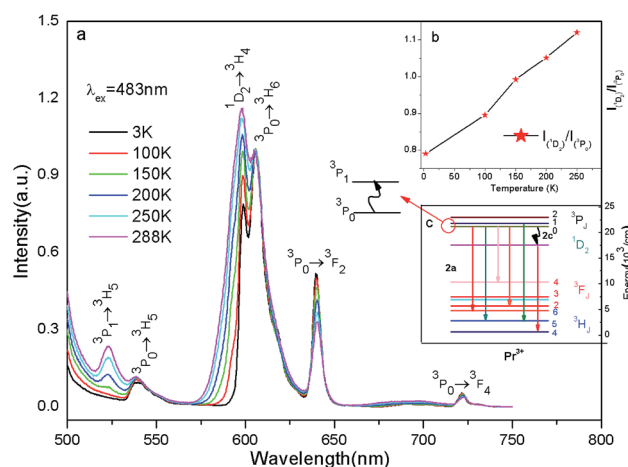 a
λex=483nm
3K
100K
150K
200K
250K
288K
³P₁→³H₅
³P₀→³H₅
¹D₂→³H₄
³P₀→³H₆
³P₀→³F₂
³P₀→³F₄
0.0
0.3
0.6
0.9
1.2
1.5
Intensity(a.u.)
500
550
600
650
700
750
800
Wavelength(nm)
b
1.1
1.0
0.9
0.8
0
50
100
150
200
250
Temperature (K)
I(¹D₂)/I(³P₀)
I(¹D₂)/I(³P₀)
³P₁
³P₀
c
2
1
0
³PJ
2c
¹D₂
2a
4
³FJ
3
2
6
³HJ
5
4
Pr³⁺
25
20
15
10
5
0
Energy(10³/cm)